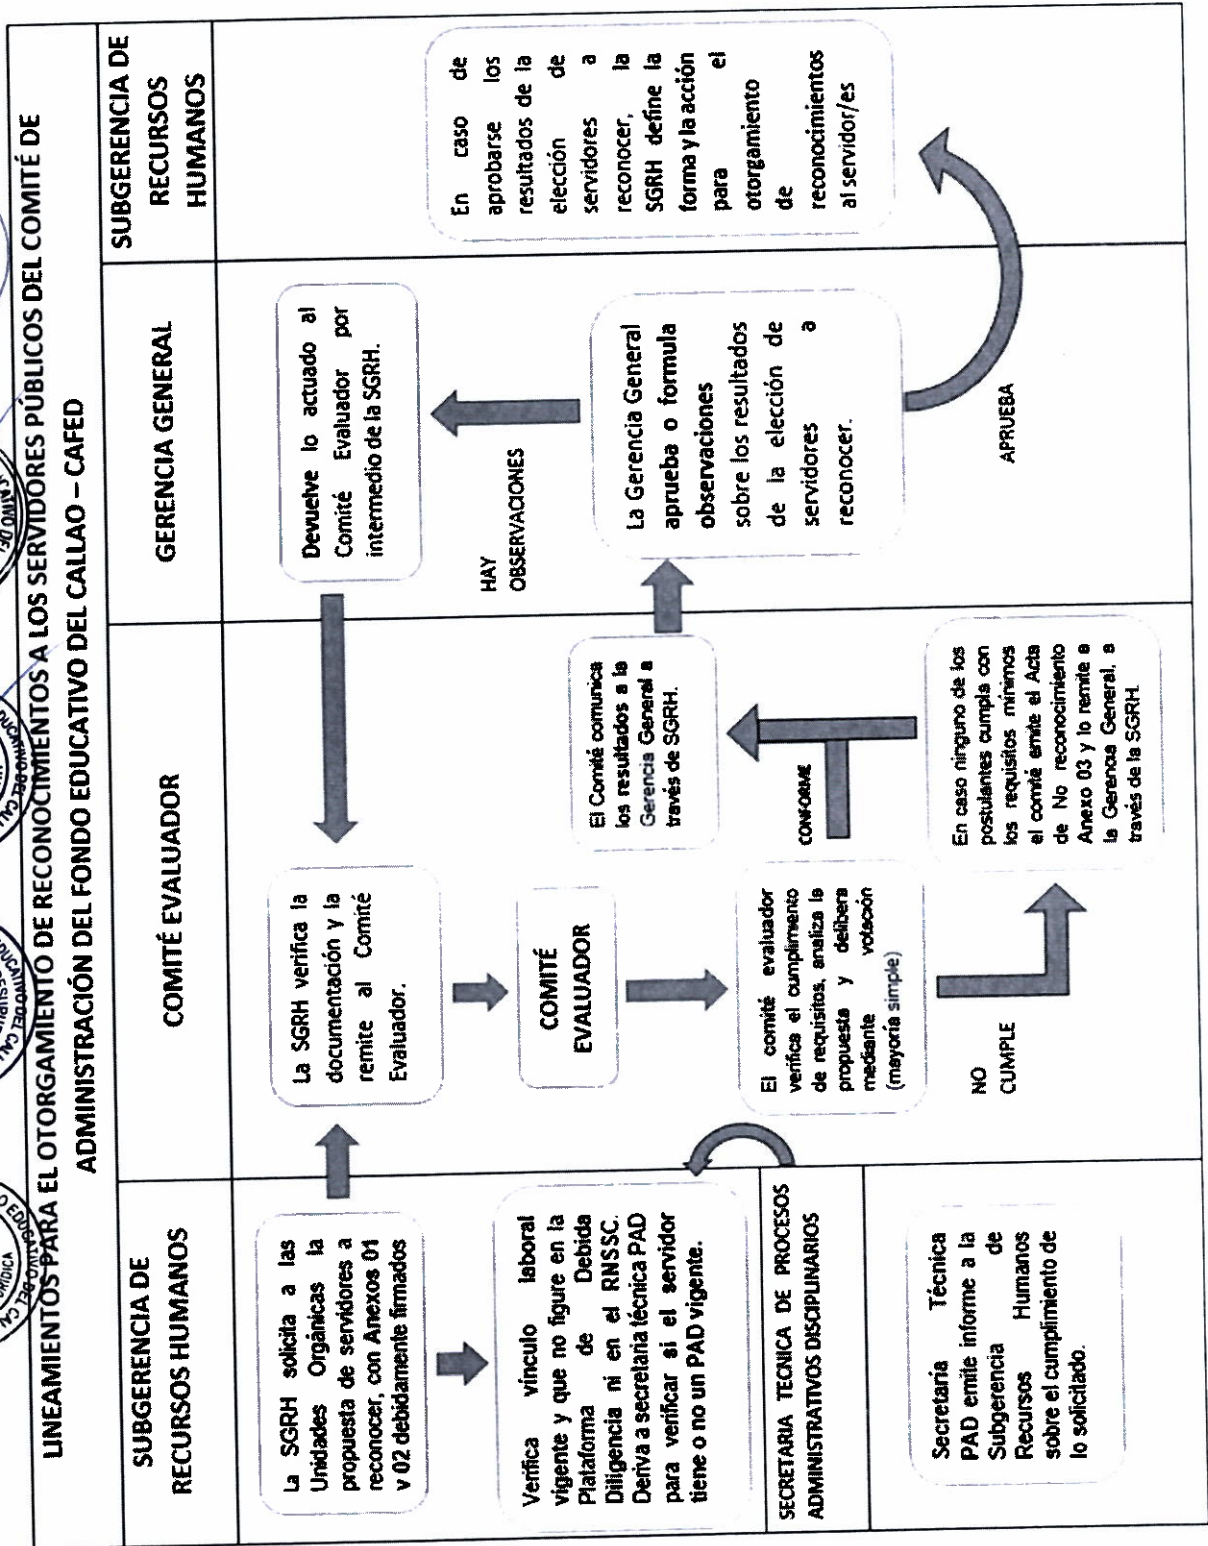 LINEAMIENTOS PARA EL OTORGAMIENTO DE RECONOCIMIENTOS A LOS SERVIDORES PÚBLICOS DEL COMITÉ DE
ADMINISTRACIÓN DEL FONDO EDUCATIVO DEL CALLAO – CAFED
SUBGERENCIA DE
RECURSOS HUMANOS
La SGRH solicita a las
Unidades Orgánicas la
propuesta de servidores a
reconocer, con Anexos 01
v 02 debidamente firmados
Verifica vínculo laboral
vigente y que no figure en la
Plataforma de Debida
Diligencia ni en el RNSSC.
Deriva a secretaria técnica PAD
para verificar si el servidor
tiene o no un PAD vigente.
SECRETARIA TECNICA DE PROCESOS
ADMINISTRATIVOS DISCIPLINARIOS
Secretaria Técnica
PAD emite informe a la
Subgerencia de
Recursos Humanos
sobre el cumplimiento de
lo solicitado.
COMITÉ EVALUADOR
La SGRH verifica la
documentación y la
remite al Comité
Evaluador.
COMITÉ
EVALUADOR
El comité evaluador
verifica el cumplimiento
de requisitos, analiza la
propuesta y delibera
mediante votación
(mayoría simple)
NO
CUMPLE
CONFORME
El Comité comunica
los resultados a la
Gerencia General a
través de SGRH.
En caso ninguno de los
postulantes cumpla con
los requisitos mínimos
el comité emite el Acta
de No reconocimiento
Anexo 03 y lo remite a
la Gerencia General, a
través de la SGRH.
GERENCIA GENERAL
Devuelve lo actuado al
Comité Evaluador por
intermedio de la SGRH.
HAY
OBSERVACIONES
La Gerencia General
aprueba o formula
observaciones
sobre los resultados
de la elección de
servidores a
reconocer.
APRUEBA
SUBGERENCIA DE
RECURSOS
HUMANOS
En caso de
aprobarse los
resultados de la
elección de
servidores a
reconocer, la
SGRH define la
forma y la acción
para el
otorgamiento
de
reconocimientos
al servidor/es